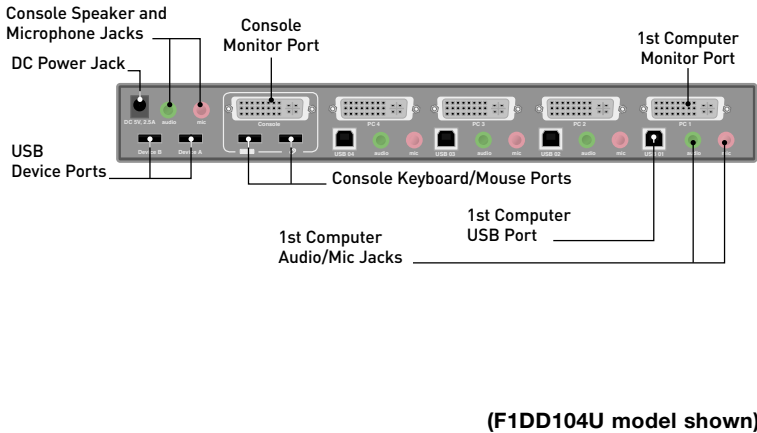 Console Speaker and
Microphone Jacks
DC Power Jack
Console
Monitor Port
1st Computer
Monitor Port
DC 5V, 2.5A audio mic
Console
PC 4
PC 3
PC 2
PC 1
Device B Device A
USB 04 audio mic
USB 03 audio mic
USB 02 audio mic
USB 01 audio mic
USB
Device Ports
Console Keyboard/Mouse Ports
1st Computer
USB Port
1st Computer
Audio/Mic Jacks
(F1DD104U model shown)